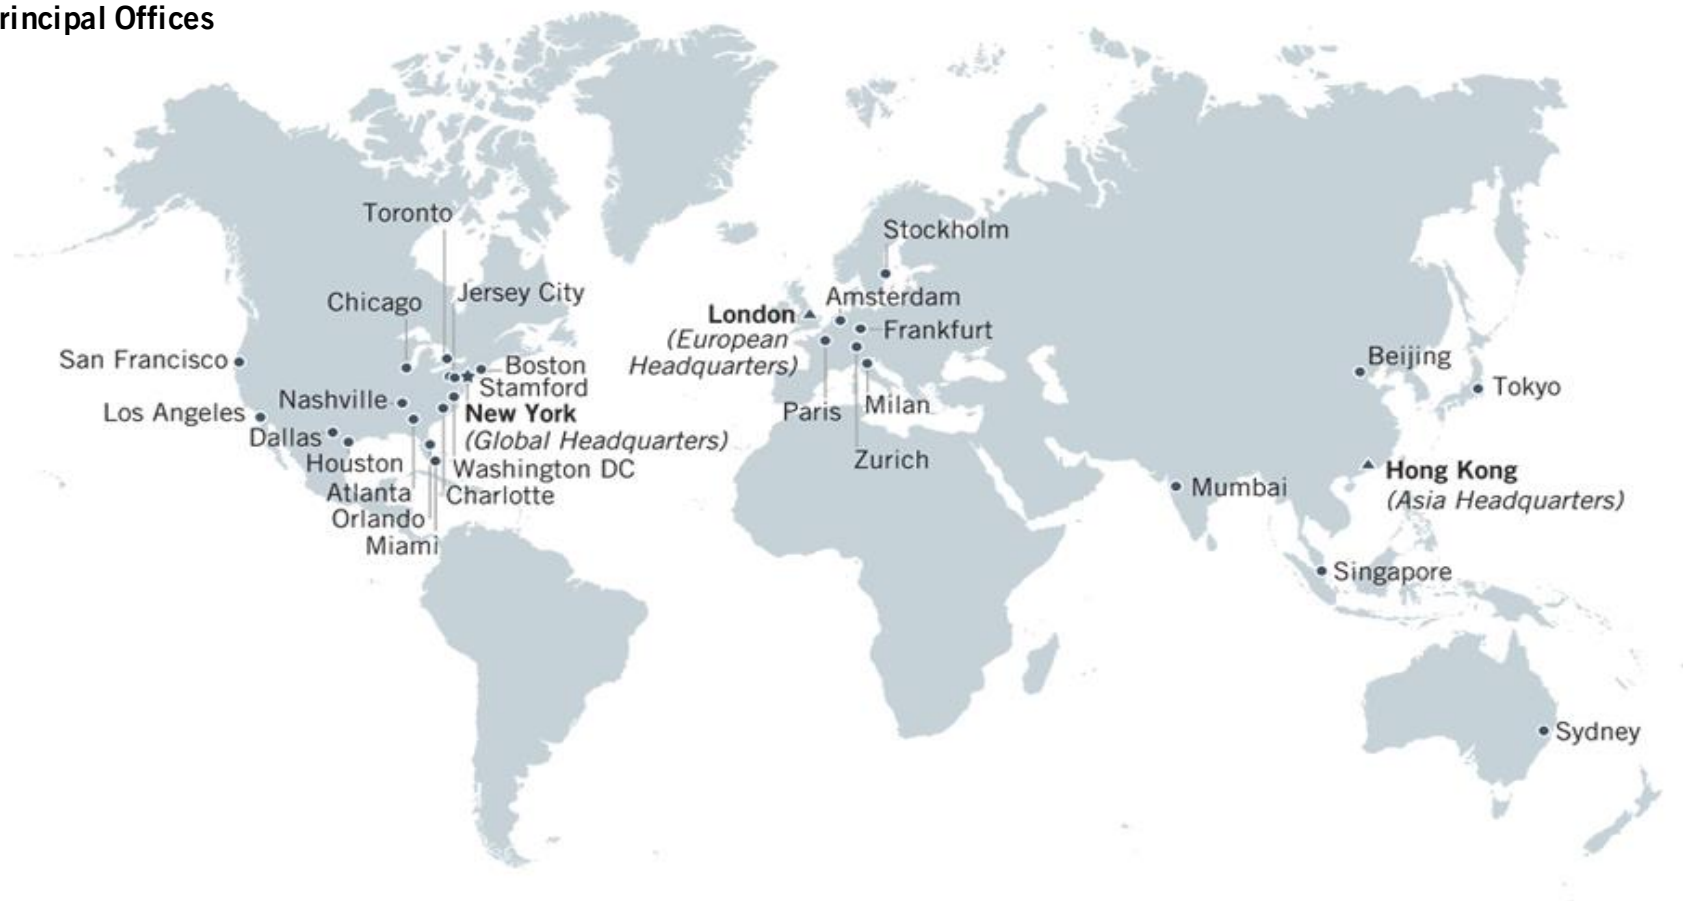 rincipal Offices
Toronto
Stockholm
Chicago
Jersey City
Amsterdam
London
(European
Headquarters)
Frankfurt
San Francisco
Boston
Stamford
Beijing
Tokyo
Nashville
Los Angeles
New York
(Global Headquarters)
Paris
Milan
Dallas
Houston
Washington DC
Zurich
Hong Kong
(Asia Headquarters)
Mumbai
Atlanta
Charlotte
Orlando
Miami
Singapore
Sydney